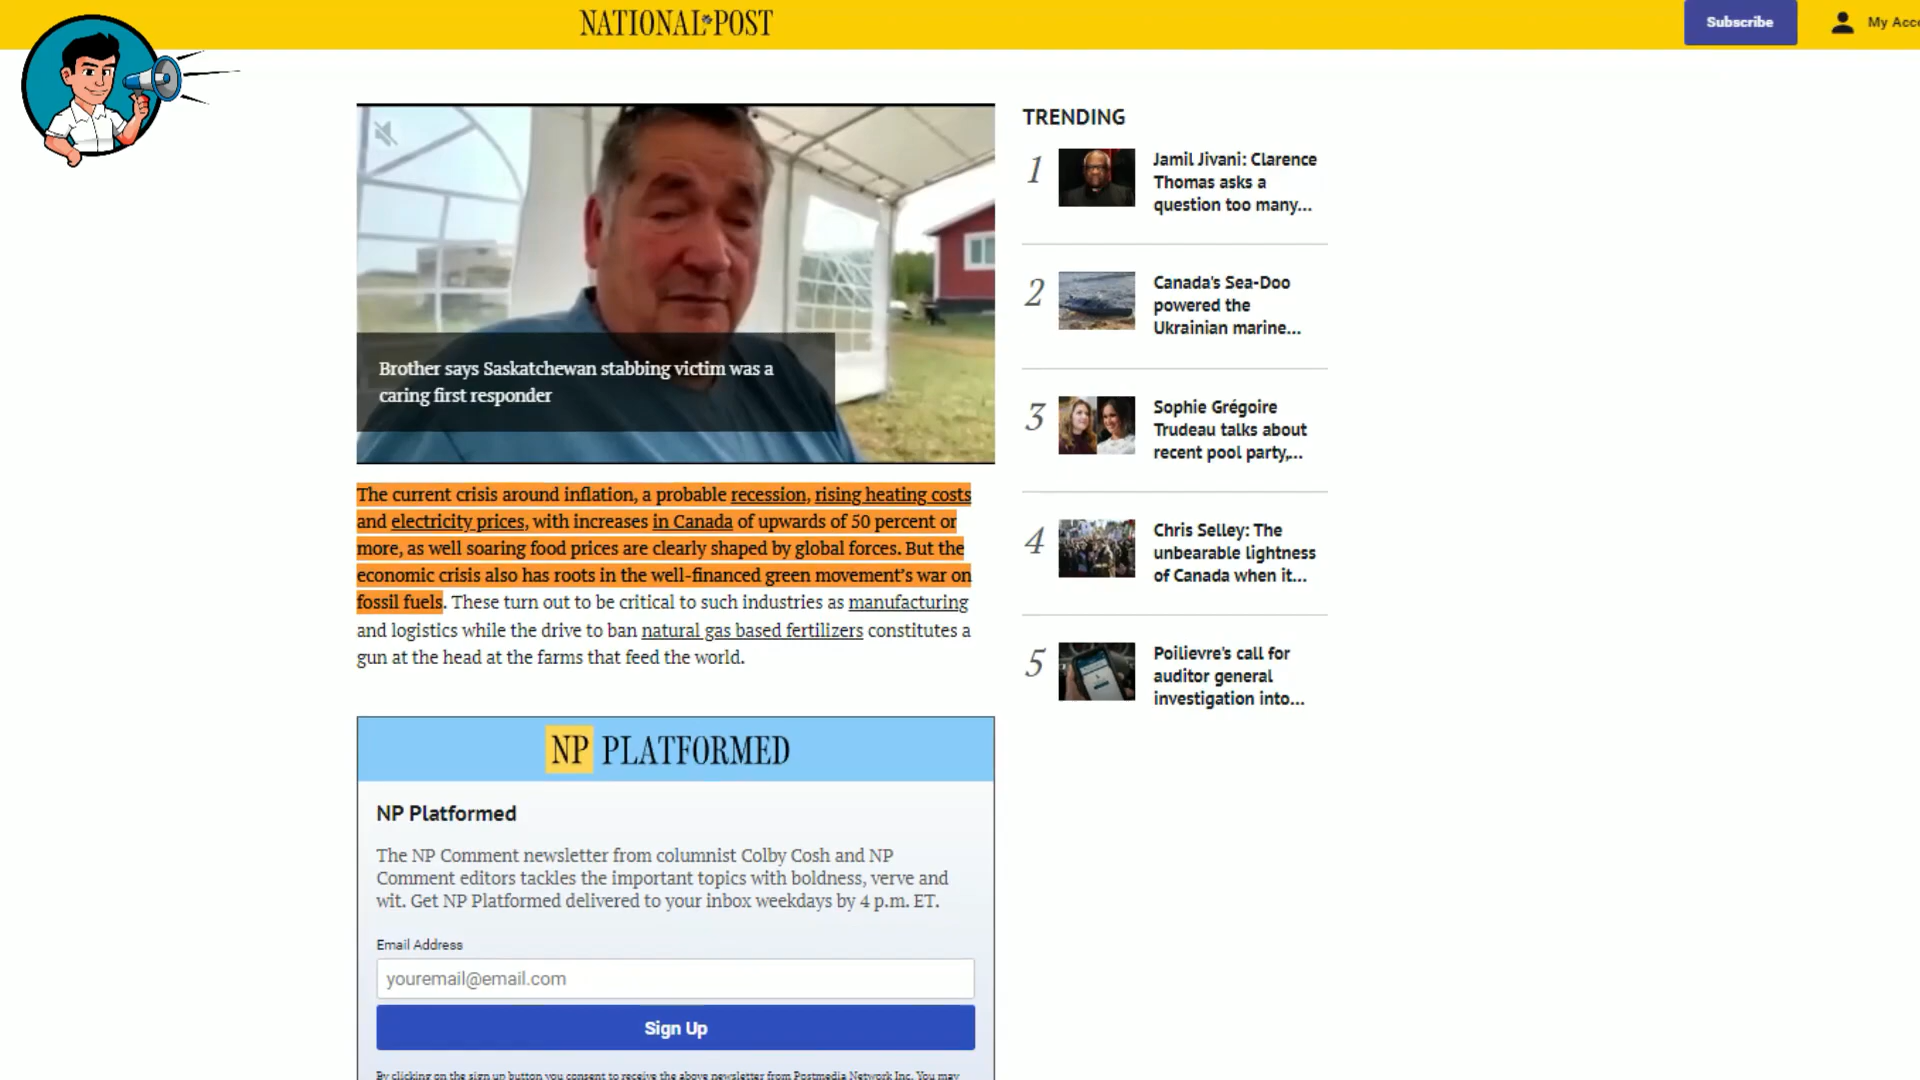 NATIONAL POST
Subscribe
My Acc
Brother says Saskatchewan stabbing victim was a
caring first responder
The current crisis around inflation, a probable recession, rising heating costs
and electricity prices, with increases in Canada of upwards of 50 percent or
more, as well soaring food prices are clearly shaped by global forces. But the
economic crisis also has roots in the well-financed green movement's war on
fossil fuels. These turn out to be critical to such industries as manufacturing
and logistics while the drive to ban natural gas based fertilizers constitutes a
gun at the head at the farms that feed the world.
NP PLATFORMED
NP Platformed
The NP Comment newsletter from columnist Colby Cosh and NP
Comment editors tackles the important topics with boldness, verve and
wit. Get NP Platformed delivered to your inbox weekdays by 4 p.m. ET.
Email Address
youremail@email.com
Sign Up
By clicking on the sign up button you consent to receive the above newsletter from Postmedia Network Inc. You may
TRENDING
1
Jamil Jivani: Clarence
Thomas asks a
question too many...
2
Canada's Sea-Doo
powered the
Ukrainian marine...
3
Sophie Grégoire
Trudeau talks about
recent pool party,...
4
Chris Selley: The
unbearable lightness
of Canada when it...
5
Poilievre's call for
auditor general
investigation into...